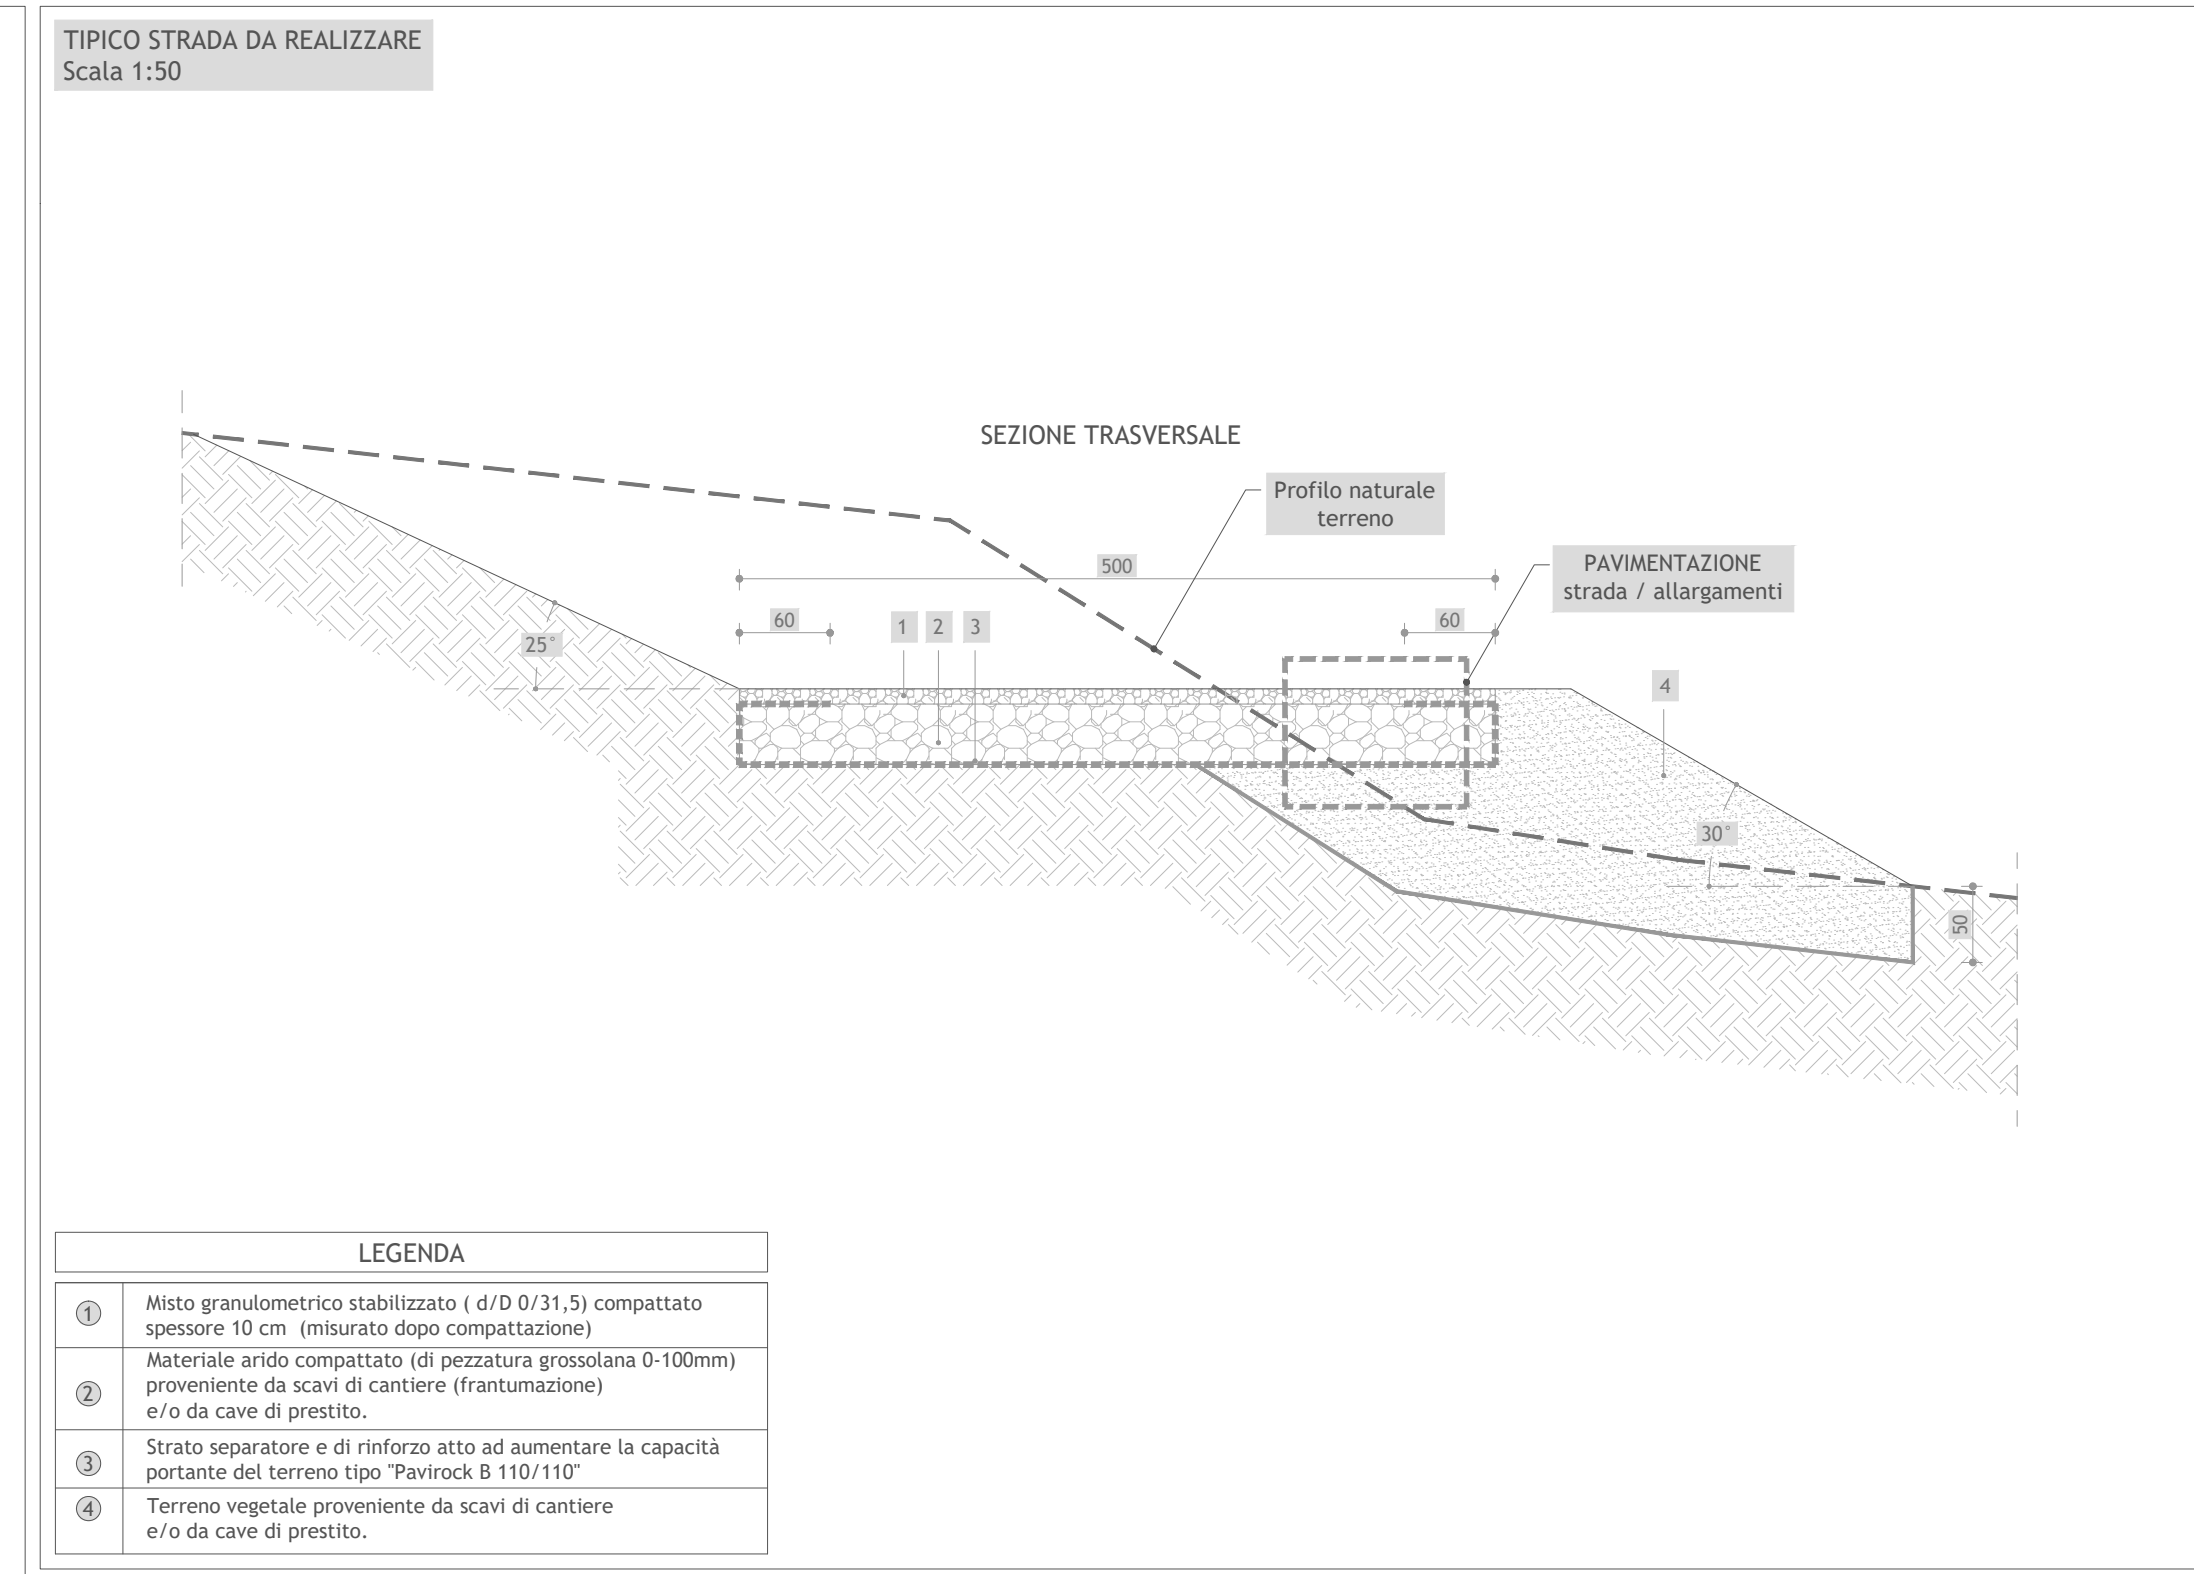 TIPICO STRADA DA REALIZZARE
Scala 1:50
SEZIONE TRASVERSALE
Profilo naturale
terreno
500
PAVIMENTAZIONE
strada / allargamenti
60
1
2
3
60
25°
4
30°
50
LEGENDA
1
Misto granulometrico stabilizzato ( d/D 0/31,5) compattato
spessore 10 cm (misurato dopo compattazione)
2
Materiale arido compattato (di pezzatura grossolana 0-100mm)
proveniente da scavi di cantiere (frantumazione)
e/o da cave di prestito.
3
Strato separatore e di rinforzo atto ad aumentare la capacità
portante del terreno tipo "Pavirock B 110/110"
4
Terreno vegetale proveniente da scavi di cantiere
e/o da cave di prestito.